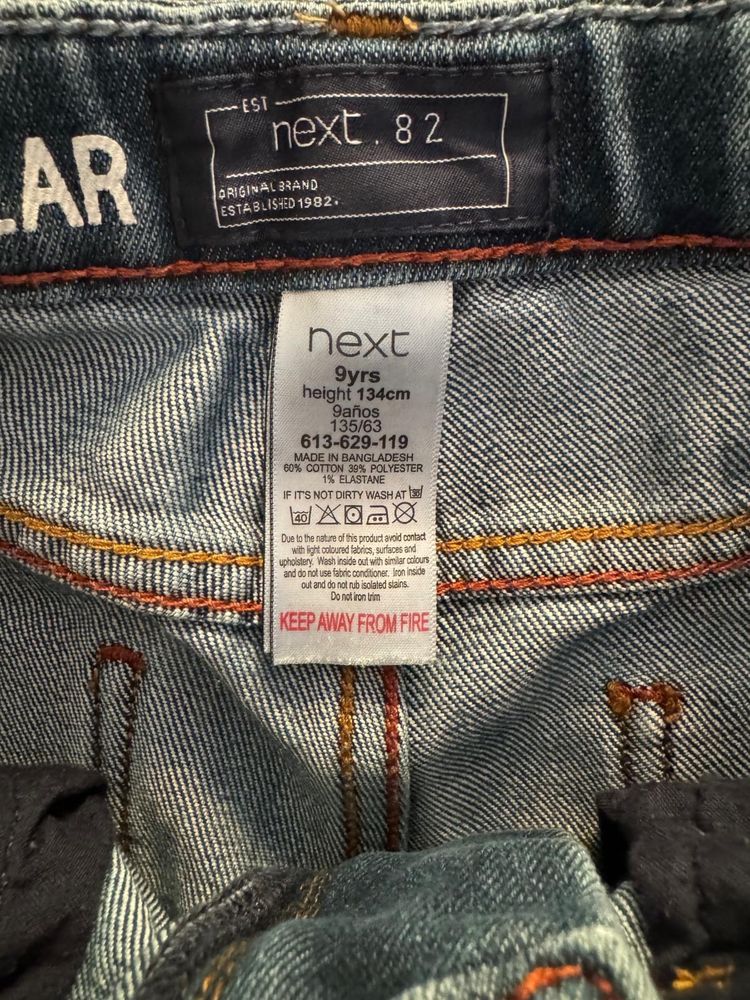 LAR
EST
next. 82
ORIGINAL BRAND
ESTABLISHED 1982.
next
9yrs
height 134cm
9años
135/63
613-629-119
MADE IN BANGLADESH
60% COTTON 39% POLYESTER
1% ELASTANE
IF IT'S NOT DIRTY WASH AT 30
40
Due to the nature of this product avoid contact
with light coloured fabrics, surfaces and
upholstery. Wash inside out with similar colours
and do not use fabric conditioner. Iron inside
out and do not rub isolated stains.
Do not iron trim
KEEP AWAY FROM FIRE